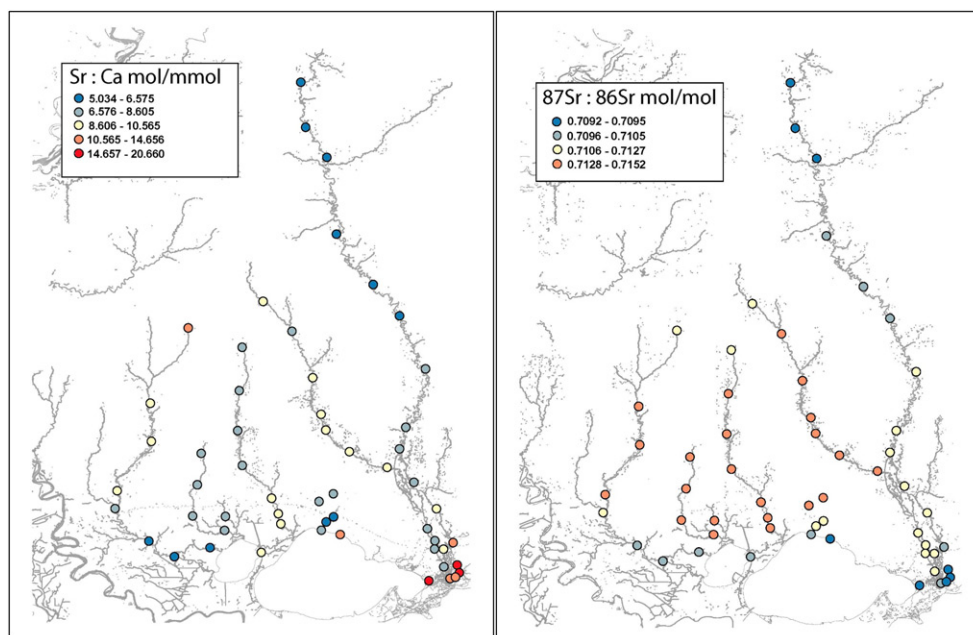 Sr : Ca mol/mmol
5.034 - 6.575
6.576 - 8.605
8.606 - 10.565
10.565 - 14.656
14.657 - 20.660
87Sr : 86Sr mol/mol
0.7092 - 0.7095
0.7096 - 0.7105
0.7106 - 0.7127
0.7128 - 0.7152